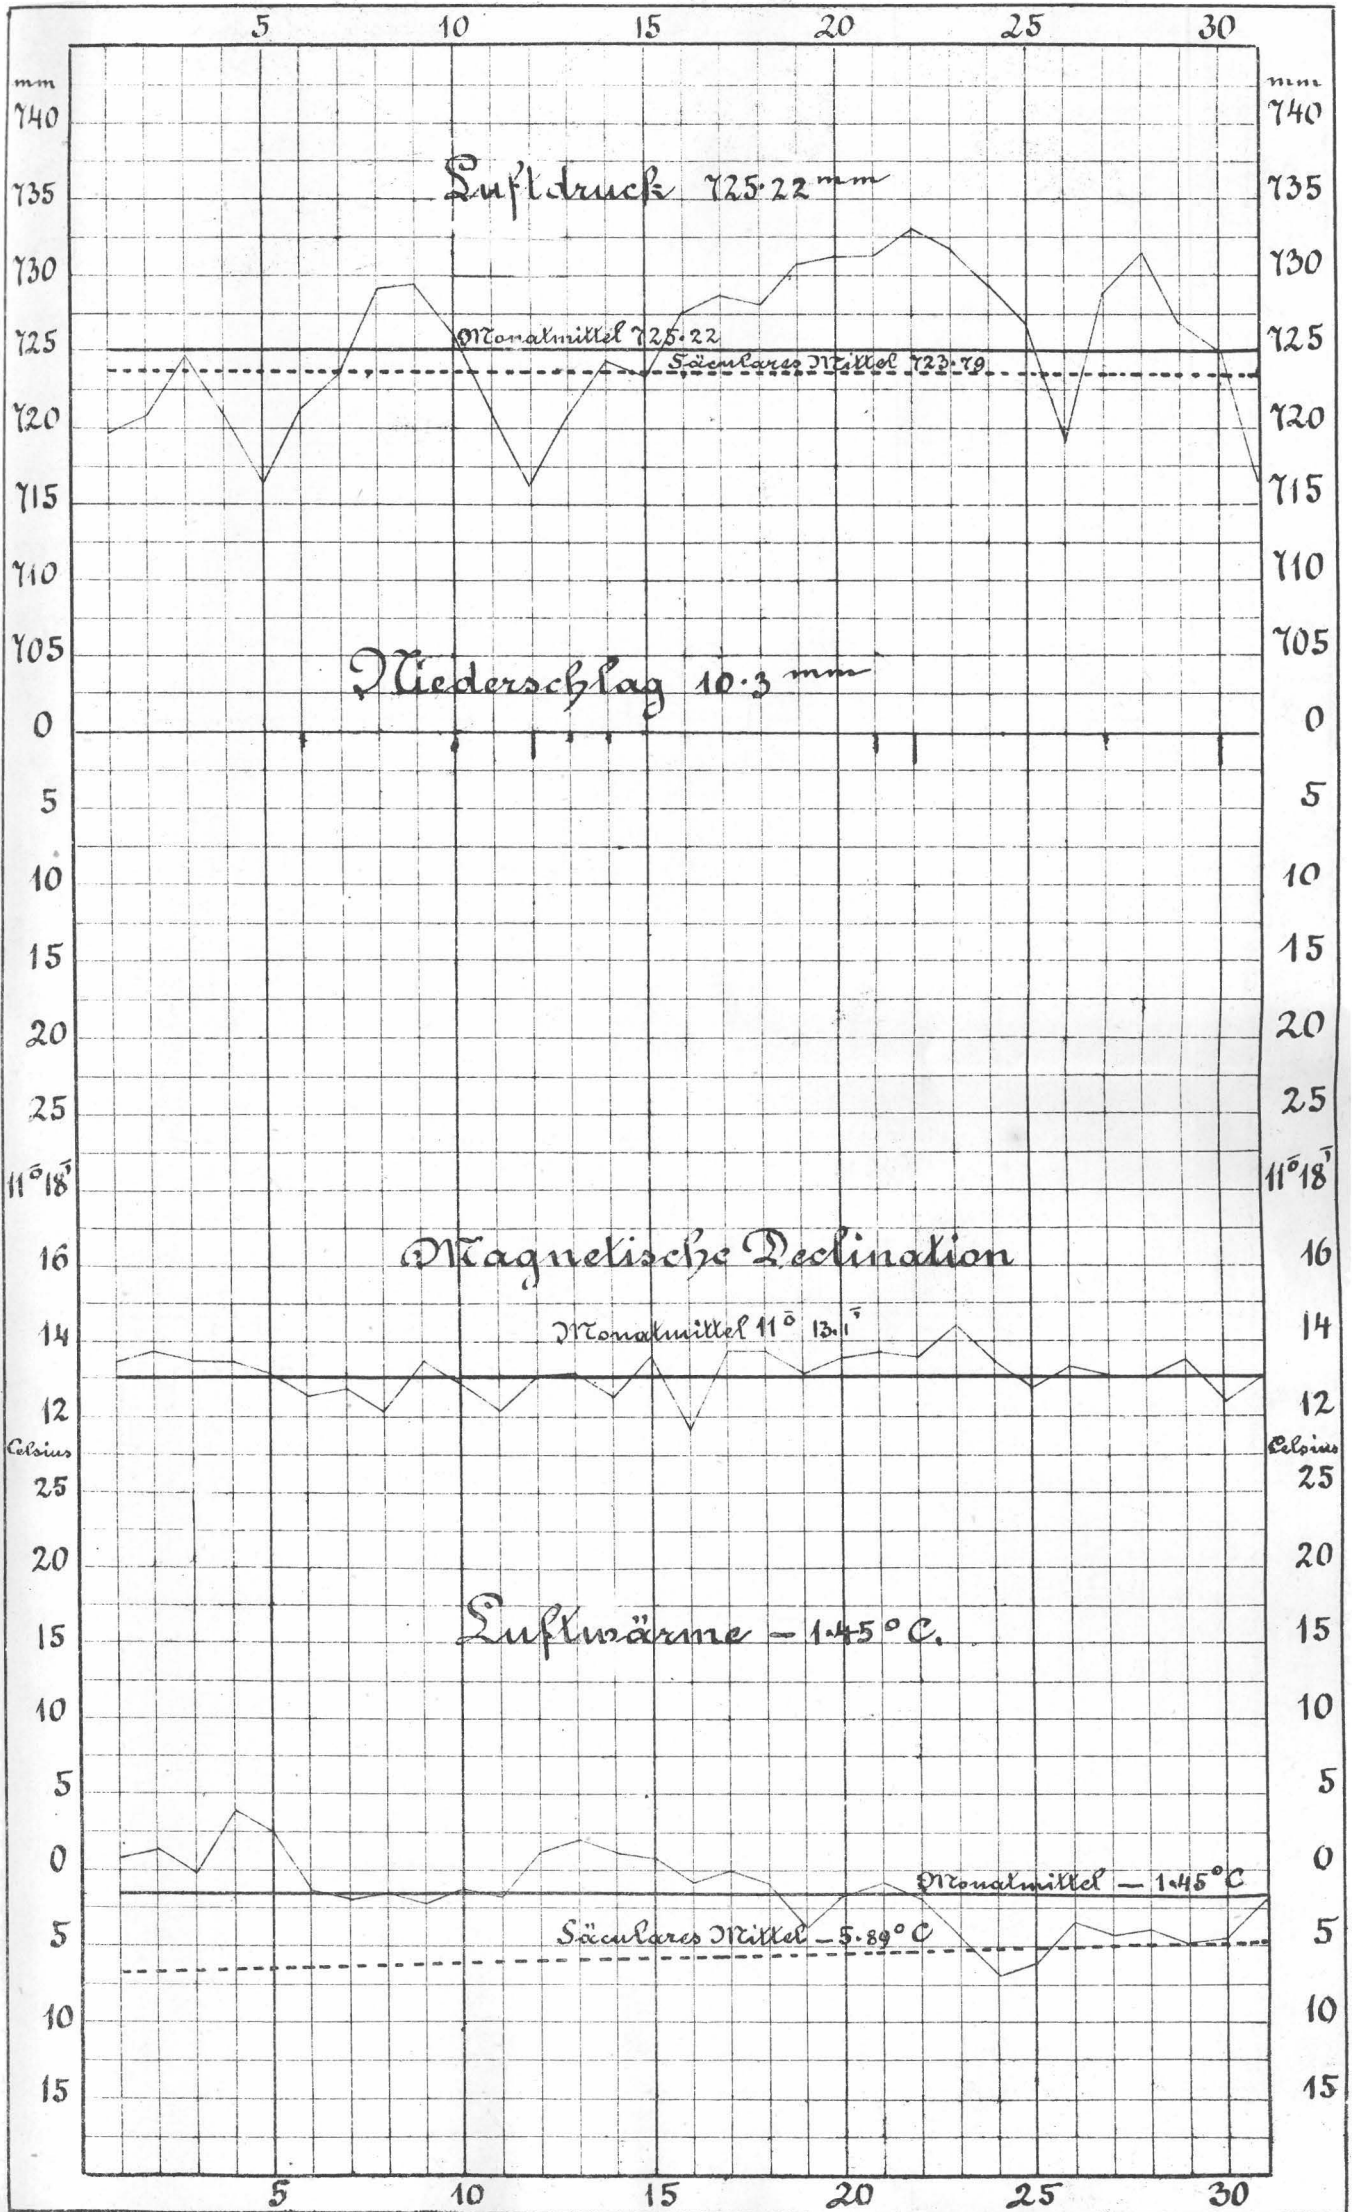 5 10 15 20 25 30
mm mm
740 740
Luftdruck 725.22 mm
735 735
730 730
Monatmittel 725.22
725 725
Säculares Mittel 723.79
720 720
715 715
710 710
705 705
Niederschlag 10.3 mm
0 0
5 5
10 10
15 15
20 20
25 25
11° 18' 11° 18'
Magnetische Declination
16 16
Monatmittel 11° 13.1'
14 14
12 12
Celsius Celsius
25 25
20 20
Luftwärme – 1.45° C.
15 15
10 10
5 5
0 0
Monatmittel – 1.45° C
Säculares Mittel – 5.89° C
5 5
10 10
15 15
5 10 15 20 25 30